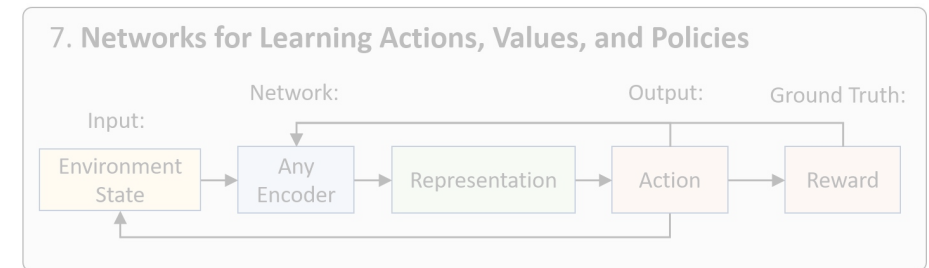 7. Networks for Learning Actions, Values, and Policies
Network:
Output:
Ground Truth:
Input:
Environment
State
Any
Encoder
Representation
Action
Reward